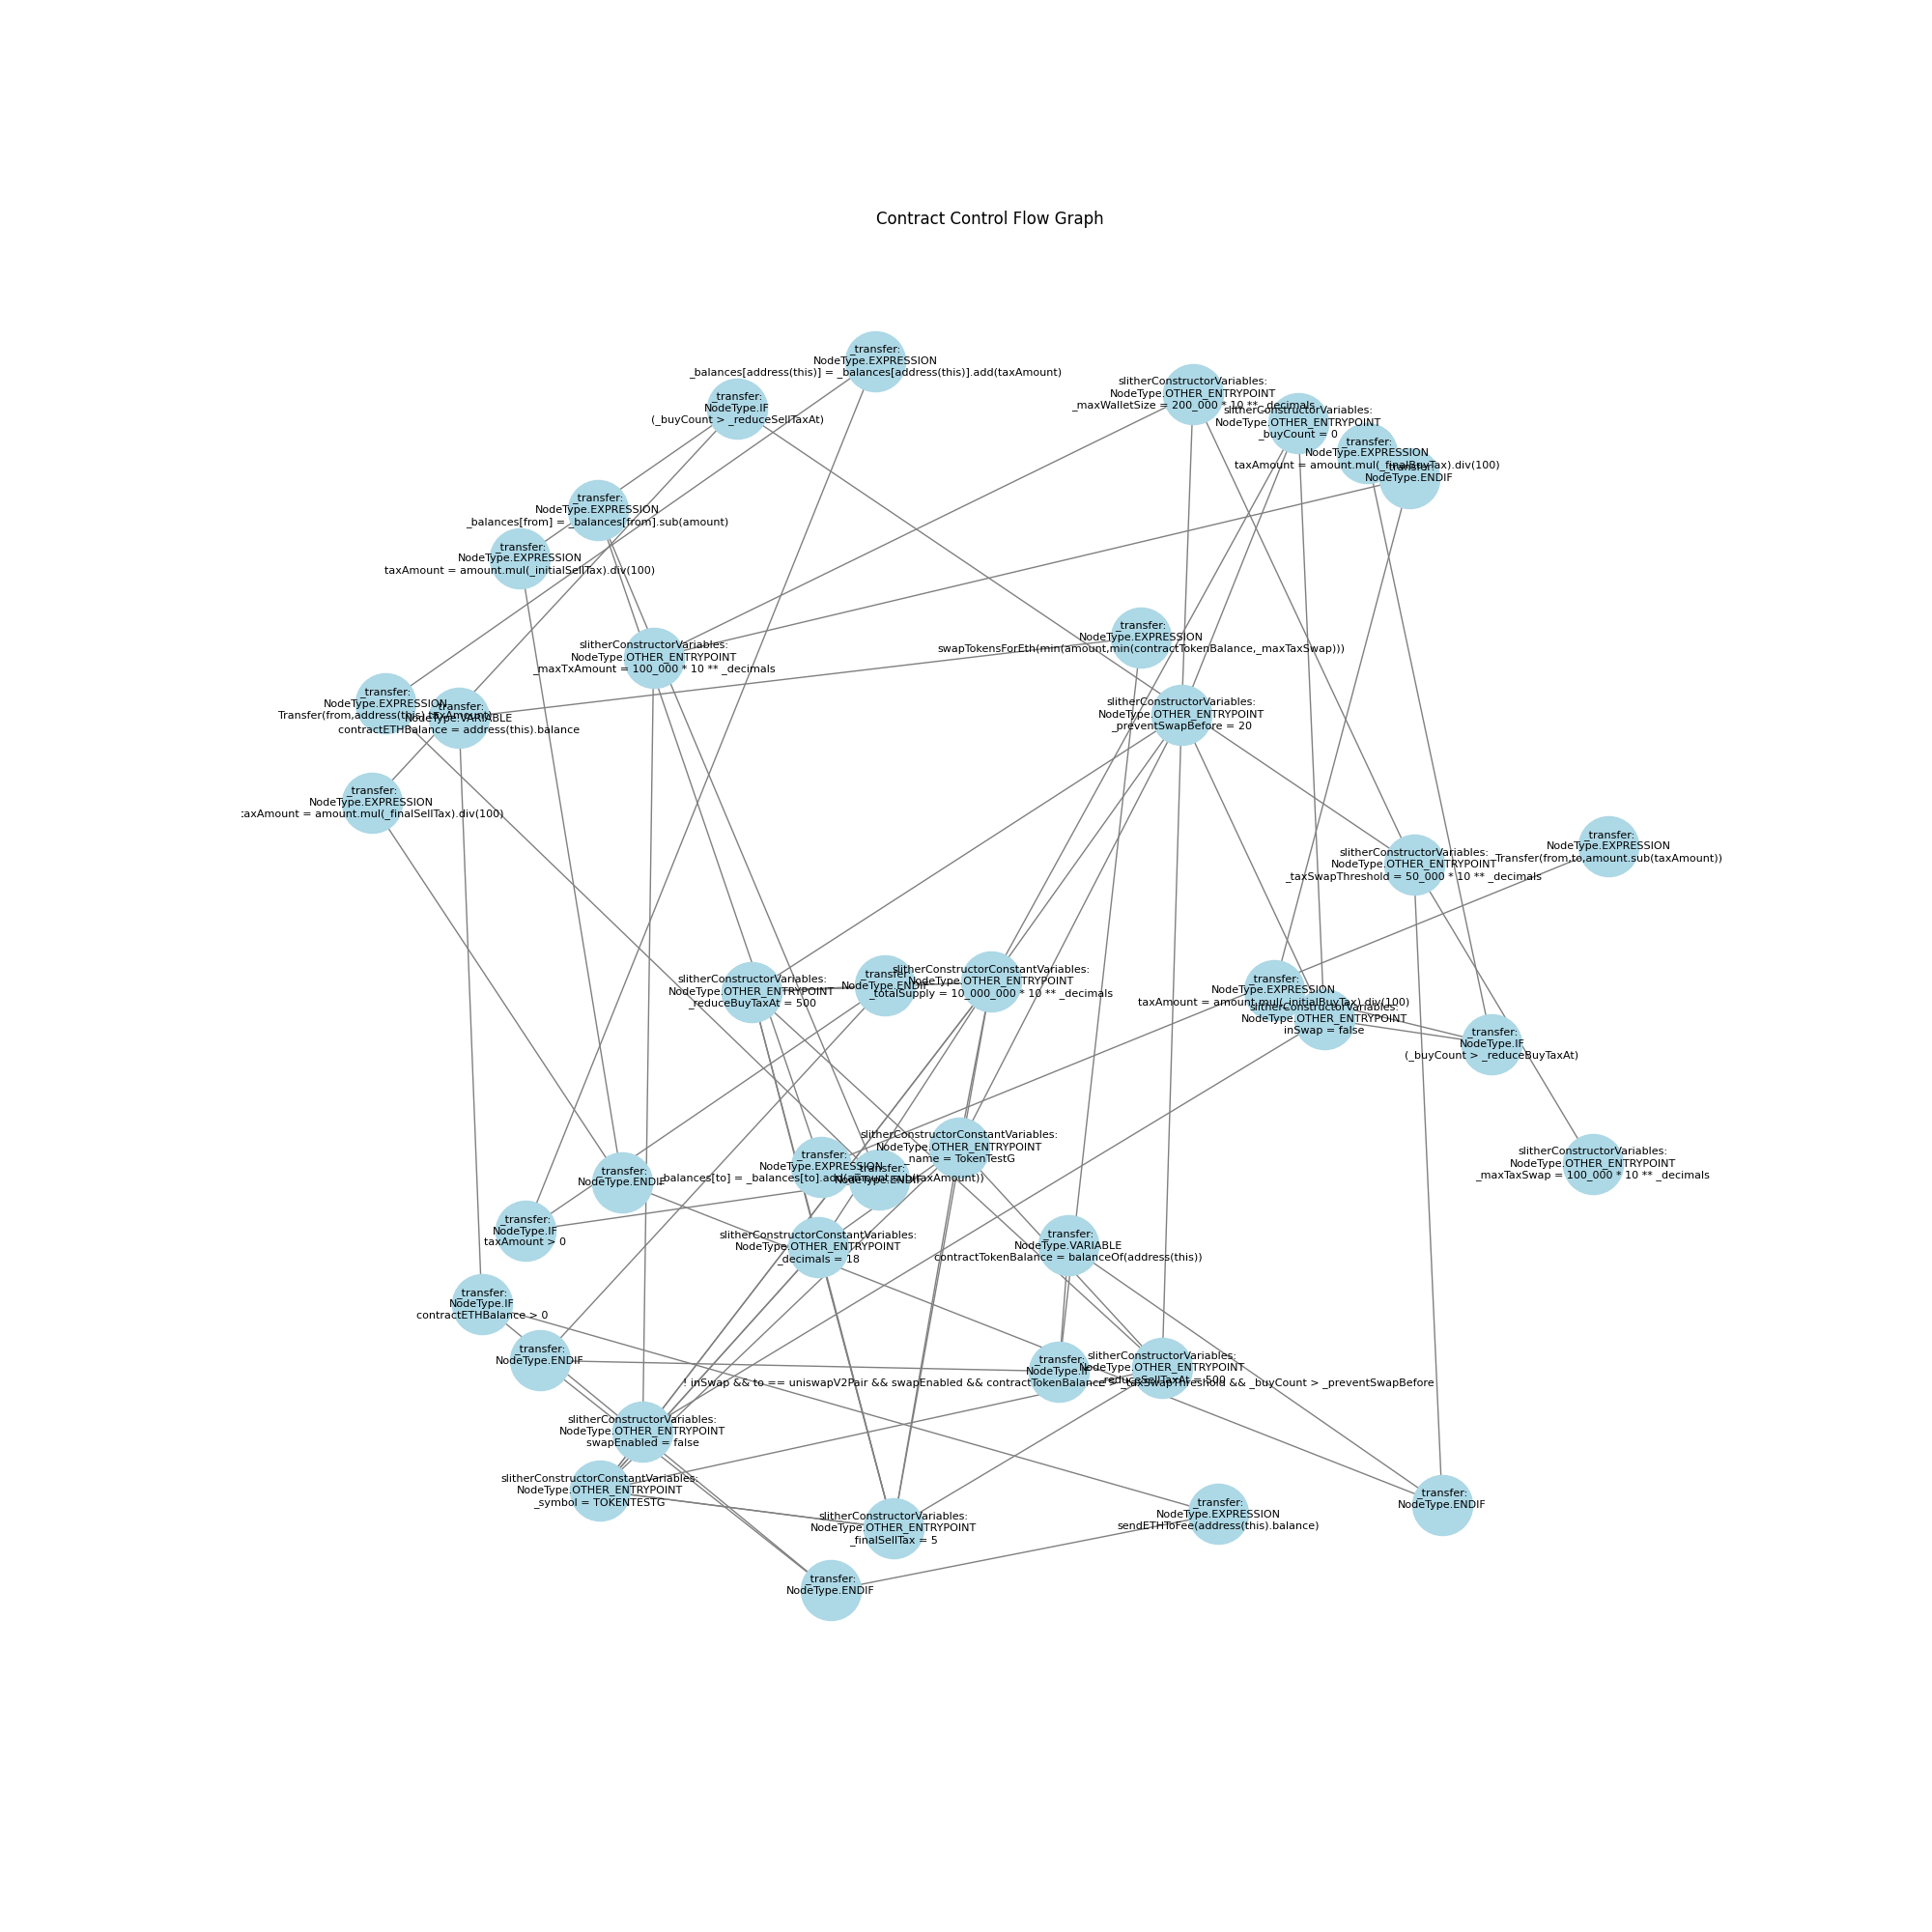 Contract Control Flow Graph
_transfer:
NodeType.EXPRESSION
_balances[address(this)] = _balances[address(this)].add(taxAmount)
_transfer:
NodeType.IF
(_buyCount > _reduceSellTaxAt)
slitherConstructorVariables:
NodeType.OTHER_ENTRYPOINT
_maxWalletSize = 200_000 * 10 ** _decimals
slitherConstructorVariables:
NodeType.OTHER_ENTRYPOINT
_buyCount = 0
_transfer:
NodeType.EXPRESSION
taxAmount = amount.mul(_finalBuyTax).div(100)
_transfer:
NodeType.ENDIF
_transfer:
NodeType.EXPRESSION
_balances[from] = _balances[from].sub(amount)
_transfer:
NodeType.EXPRESSION
taxAmount = amount.mul(_initialSellTax).div(100)
_transfer:
NodeType.EXPRESSION
swapTokensForEth(min(amount,min(contractTokenBalance,_maxTaxSwap)))
slitherConstructorVariables:
NodeType.OTHER_ENTRYPOINT
_maxTxAmount = 100_000 * 10 ** _decimals
_transfer:
NodeType.EXPRESSION
Transfer(from,address(this),taxAmount)
_transfer:
NodeType.VARIABLE
contractETHBalance = address(this).balance
slitherConstructorVariables:
NodeType.OTHER_ENTRYPOINT
_preventSwapBefore = 20
_transfer:
NodeType.EXPRESSION
taxAmount = amount.mul(_finalSellTax).div(100)
_transfer:
NodeType.EXPRESSION
Transfer(from,to,amount.sub(taxAmount))
slitherConstructorVariables:
NodeType.OTHER_ENTRYPOINT
_taxSwapThreshold = 50_000 * 10 ** _decimals
slitherConstructorVariables:
NodeType.OTHER_ENTRYPOINT
_reduceBuyTaxAt = 500
_transfer:
NodeType.ENDIF
slitherConstructorConstantVariables:
NodeType.OTHER_ENTRYPOINT
_totalSupply = 10_000_000 * 10 ** _decimals
_transfer:
NodeType.EXPRESSION
taxAmount = amount.mul(_initialBuyTax).div(100)
slitherConstructorVariables:
NodeType.OTHER_ENTRYPOINT
inSwap = false
_transfer:
NodeType.IF
(_buyCount > _reduceBuyTaxAt)
slitherConstructorConstantVariables:
NodeType.OTHER_ENTRYPOINT
_name = TokenTestG
_transfer:
NodeType.EXPRESSION
_balances[to] = _balances[to].add(amount.sub(taxAmount))
_transfer:
NodeType.ENDIF
_transfer:
NodeType.ENDIF
slitherConstructorVariables:
NodeType.OTHER_ENTRYPOINT
_maxTaxSwap = 100_000 * 10 ** _decimals
_transfer:
NodeType.IF
taxAmount > 0
slitherConstructorConstantVariables:
NodeType.OTHER_ENTRYPOINT
_decimals = 18
_transfer:
NodeType.VARIABLE
contractTokenBalance = balanceOf(address(this))
_transfer:
NodeType.IF
contractETHBalance > 0
_transfer:
NodeType.ENDIF
_transfer:
NodeType.IF
! inSwap && to == uniswapV2Pair && swapEnabled && contractTokenBalance > _taxSwapThreshold && _buyCount > _preventSwapBefore
slitherConstructorVariables:
NodeType.OTHER_ENTRYPOINT
_reduceSellTaxAt = 500
slitherConstructorVariables:
NodeType.OTHER_ENTRYPOINT
swapEnabled = false
slitherConstructorConstantVariables:
NodeType.OTHER_ENTRYPOINT
_symbol = TOKENTESTG
_transfer:
NodeType.ENDIF
_transfer:
NodeType.EXPRESSION
sendETHToFee(address(this).balance)
slitherConstructorVariables:
NodeType.OTHER_ENTRYPOINT
_finalSellTax = 5
_transfer:
NodeType.ENDIF